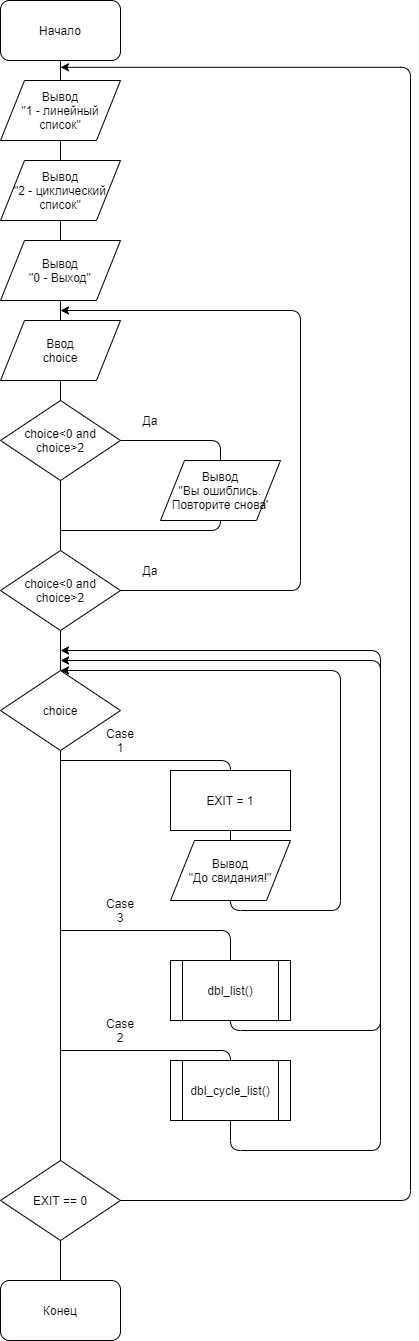 Начало
Вывод
"1 - линейный
список"
Вывод
"2 - циклический
список"
Вывод
"0 - Выход"
Ввод
choice
choice<0 and
choice>2
Да
Вывод
"Вы ошиблись.
Повторите снова"
choice<0 and
choice>2
Да
choice
Case
1
EXIT = 1
Вывод
"До свидания!"
Case
3
dbl_list()
Case
2
dbl_cycle_list()
EXIT == 0
Конец